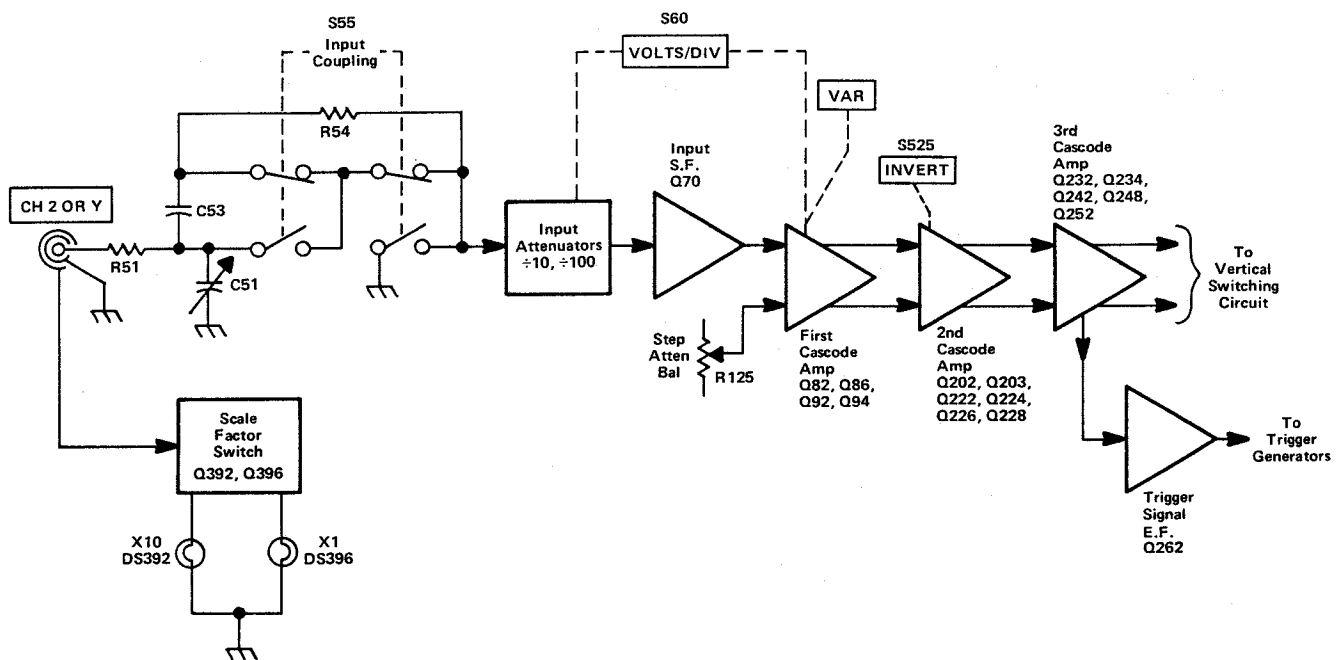 S55
Input
Coupling
S60
VOLTS/DIV
VAR
R54
Input
S.F.
Q70
S525
INVERT
3rd
Cascode
Amp
Q232, Q234,
Q242, Q248,
Q252
CH 2 OR Y
C53
R51
C51
Input
Attenuators
÷10, ÷100
To
Vertical
Switching
Circuit
Step
Atten
Bal
R125
First
Cascode
Amp
Q82, Q86,
Q92, Q94
2nd
Cascode
Amp
Q202, Q203,
Q222, Q224,
Q226, Q228
Scale
Factor
Switch
Q392, Q396
To
Trigger
Generators
Trigger
Signal
E.F.
Q262
X10
DS392
X1
DS396